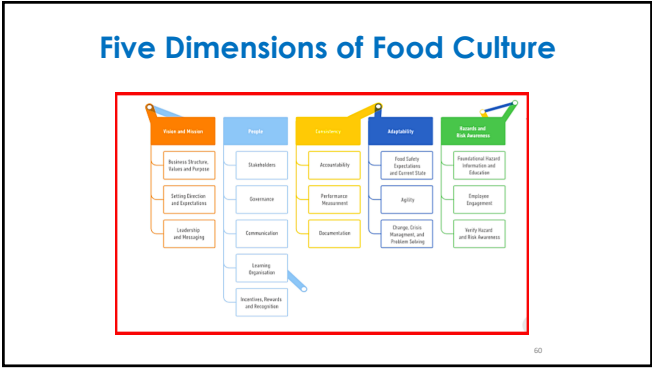 Five Dimensions of Food Culture
Vision and Mission
Business Structure,
Values and Purpose
Setting Direction
and Expectations
Leadership
and Messaging
People
Stakeholders
Governance
Communication
Learning
Organisation
Incentives, Rewards
and Recognition
Consistency
Accountability
Performance
Measurement
Documentation
Adaptability
Food Safety
Expectations
and Current State
Agility
Change, Crisis
Managment, and
Problem Solving
Hazards and
Risk Awareness
Foundational Hazard
Information and
Education
Employee
Engagement
Verify Hazard
and Risk Awareness
60